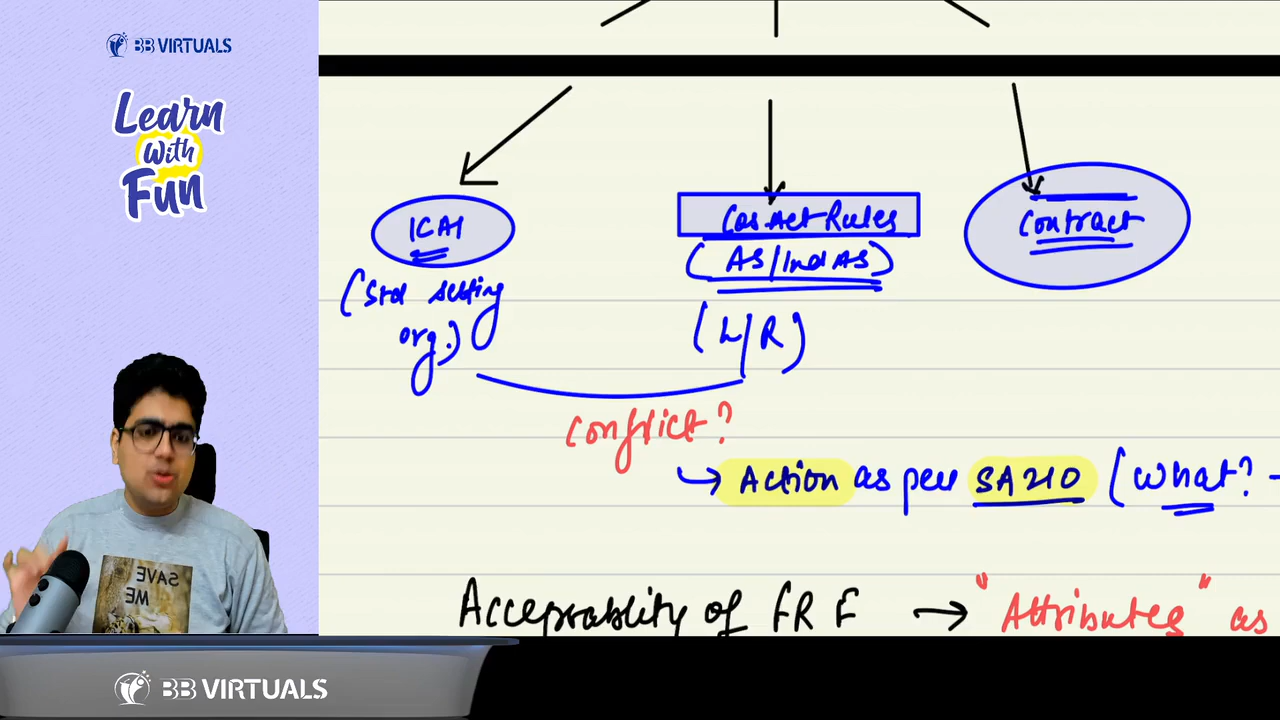 BB VIRTUALS
Learn
With
Fun
ICAI
(Std setting
org.)
Cos Act Rules
(AS/Ind AS)
(L/R)
Contract
Conflict?
Action as per SA 210 (What?
Acceptability of FRF → "Attributes" as
SAVE
ME
BB VIRTUALS